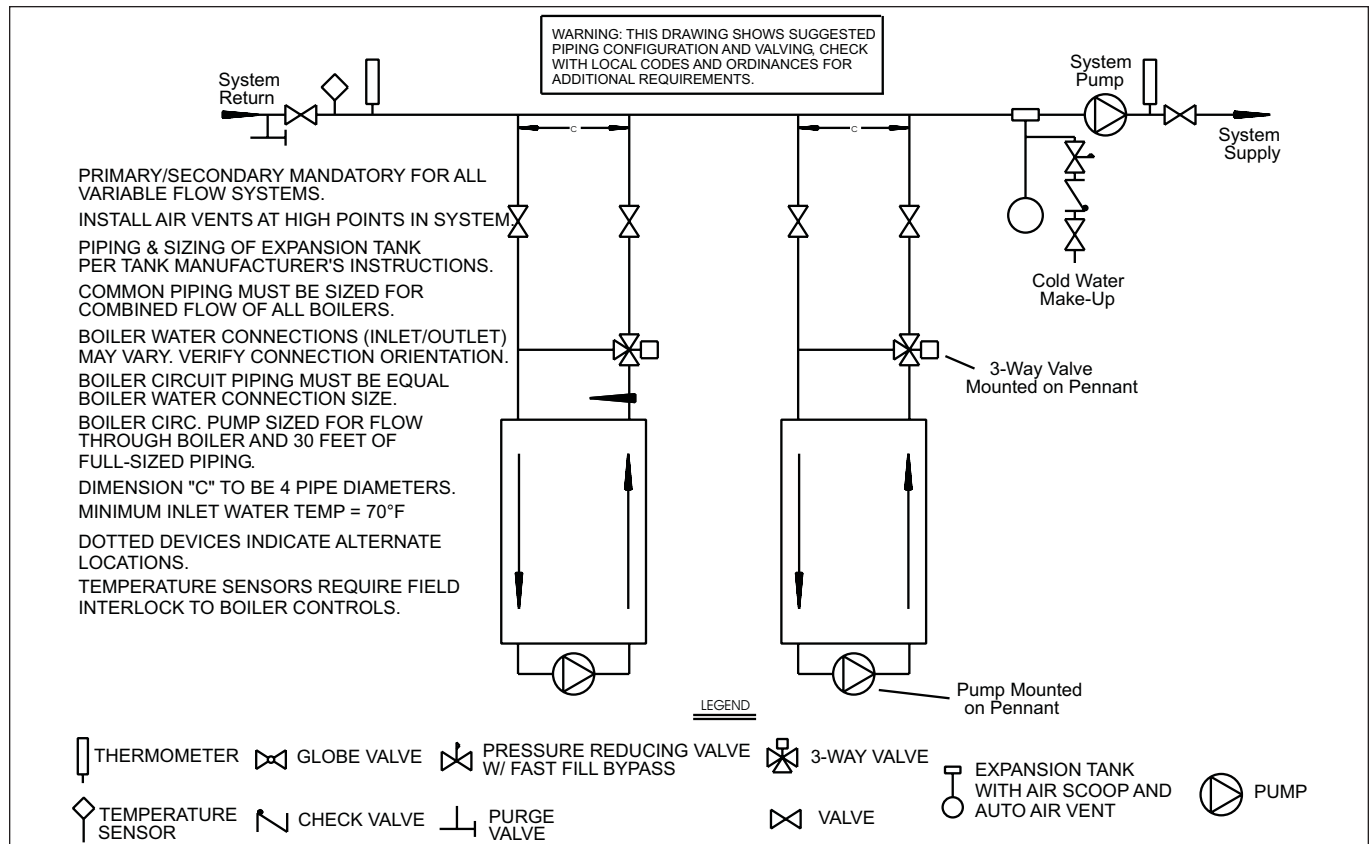 WARNING: THIS DRAWING SHOWS SUGGESTED
PIPING CONFIGURATION AND VALVING, CHECK
WITH LOCAL CODES AND ORDINANCES FOR
ADDITIONAL REQUIREMENTS.
System
Return
System
Pump
System
Supply
C
C
PRIMARY/SECONDARY MANDATORY FOR ALL
VARIABLE FLOW SYSTEMS.
INSTALL AIR VENTS AT HIGH POINTS IN SYSTEM.
PIPING & SIZING OF EXPANSION TANK
PER TANK MANUFACTURER'S INSTRUCTIONS.
COMMON PIPING MUST BE SIZED FOR
COMBINED FLOW OF ALL BOILERS.
BOILER WATER CONNECTIONS (INLET/OUTLET)
MAY VARY. VERIFY CONNECTION ORIENTATION.
BOILER CIRCUIT PIPING MUST BE EQUAL
BOILER WATER CONNECTION SIZE.
BOILER CIRC. PUMP SIZED FOR FLOW
THROUGH BOILER AND 30 FEET OF
FULL-SIZED PIPING.
DIMENSION "C" TO BE 4 PIPE DIAMETERS.
MINIMUM INLET WATER TEMP = 70°F
DOTTED DEVICES INDICATE ALTERNATE
LOCATIONS.
TEMPERATURE SENSORS REQUIRE FIELD
INTERLOCK TO BOILER CONTROLS.
Cold Water
Make-Up
3-Way Valve
Mounted on Pennant
Pump Mounted
on Pennant
LEGEND
THERMOMETER
GLOBE VALVE
PRESSURE REDUCING VALVE
W/ FAST FILL BYPASS
3-WAY VALVE
EXPANSION TANK
WITH AIR SCOOP AND
AUTO AIR VENT
PUMP
TEMPERATURE
SENSOR
CHECK VALVE
PURGE
VALVE
VALVE